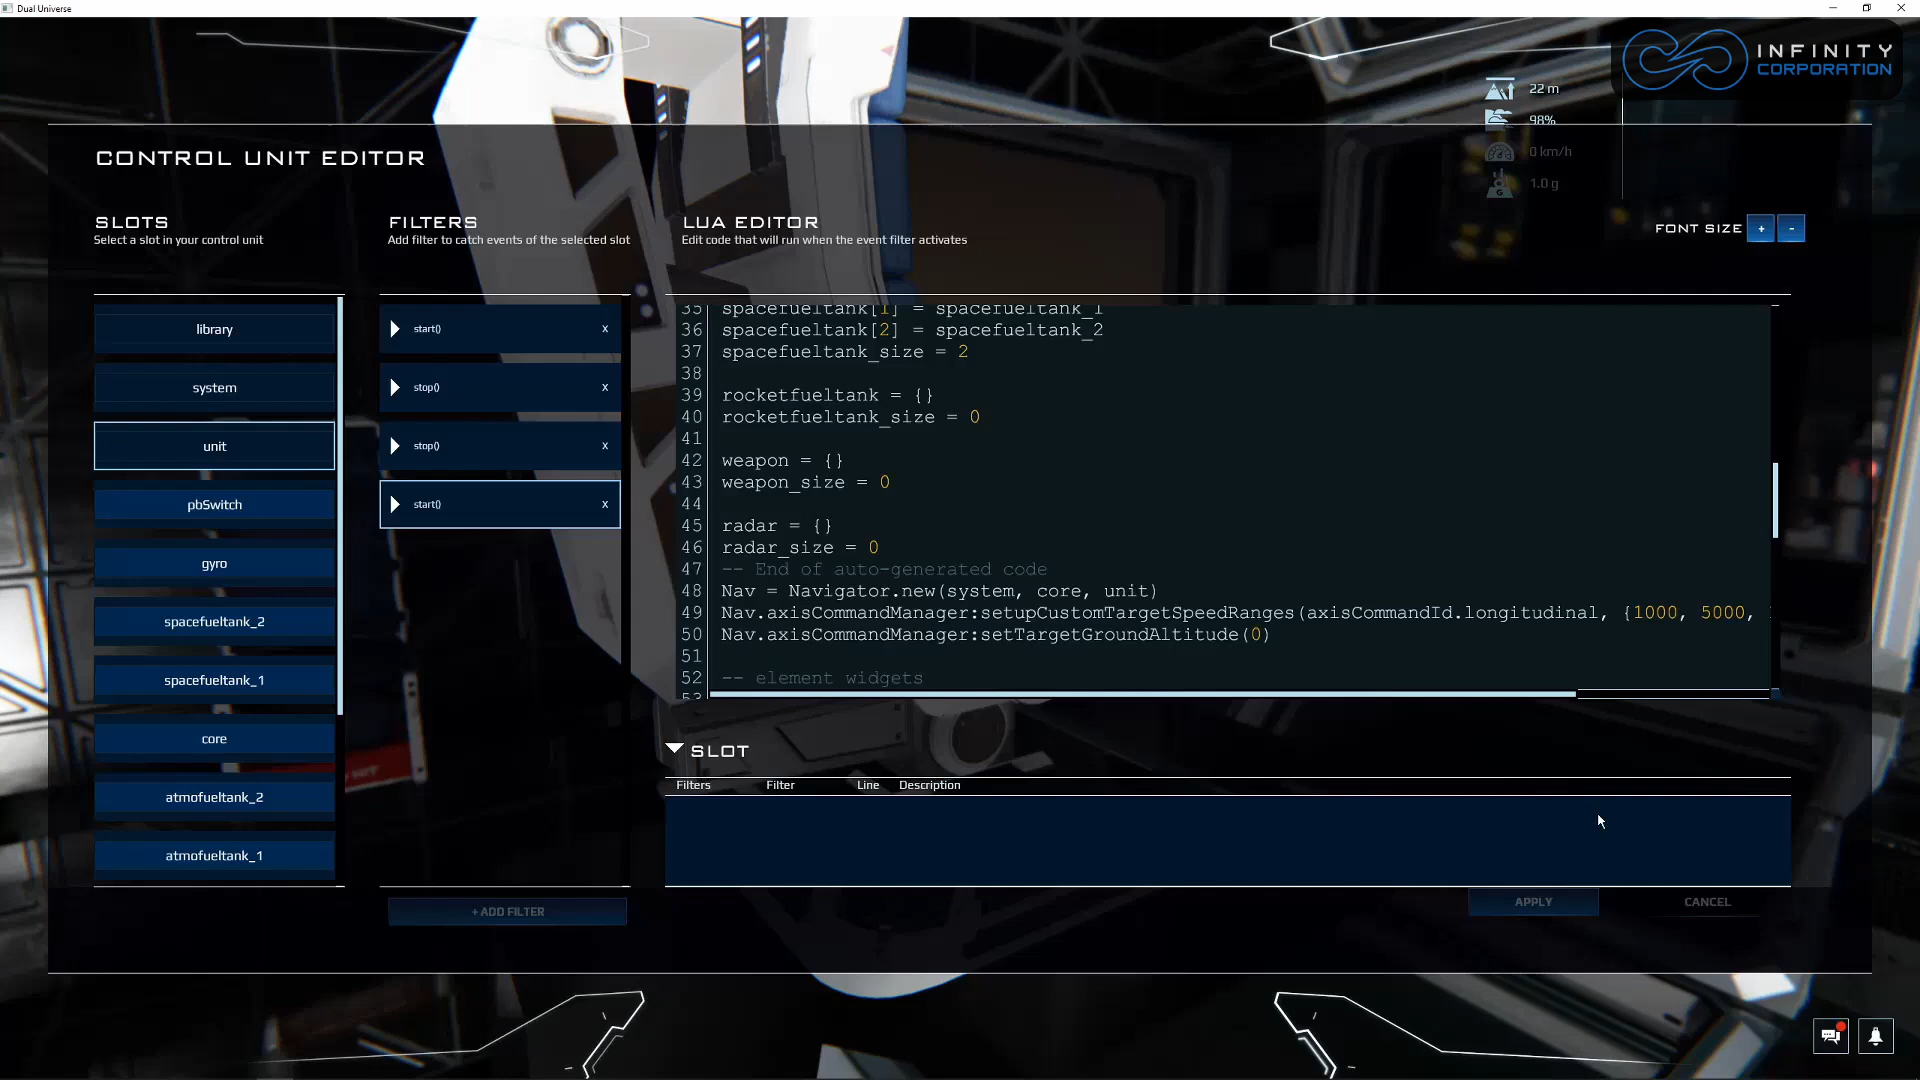 Dual Universe
INFINITY
CORPORATION
22 m
98%
0 km/h
1.0 g
CONTROL UNIT EDITOR
SLOTS
Select a slot in your control unit
FILTERS
Add filter to catch events of the selected slot
LUA EDITOR
Edit code that will run when the event filter activates
FONT SIZE + -
library
system
unit
pbSwitch
gyro
spacefueltank_2
spacefueltank_1
core
atmofueltank_2
atmofueltank_1
start() x
stop() x
stop() x
start() x
+ ADD FILTER
35 spacefueltank[1] = spacefueltank_1
36 spacefueltank[2] = spacefueltank_2
37 spacefueltank_size = 2
38
39 rocketfueltank = {}
40 rocketfueltank_size = 0
41
42 weapon = {}
43 weapon_size = 0
44
45 radar = {}
46 radar_size = 0
47 -- End of auto-generated code
48 Nav = Navigator.new(system, core, unit)
49 Nav.axisCommandManager:setupCustomTargetSpeedRanges(axisCommandId.longitudinal, {1000, 5000,
50 Nav.axisCommandManager:setTargetGroundAltitude(0)
51
52 -- element widgets
53
SLOT
Filters Filter Line Description
APPLY CANCEL